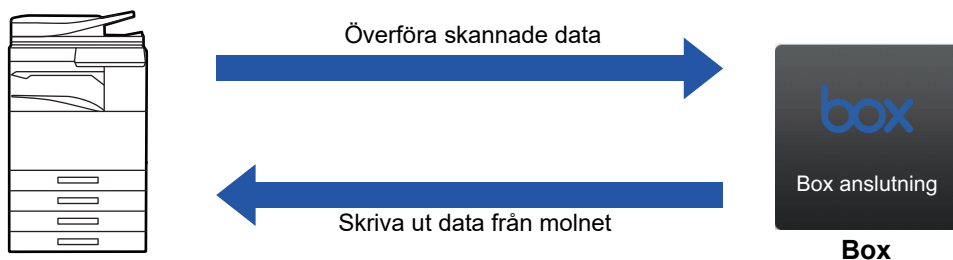 Överföra skannade data
box
Box anslutning
Skriva ut data från molnet
Box